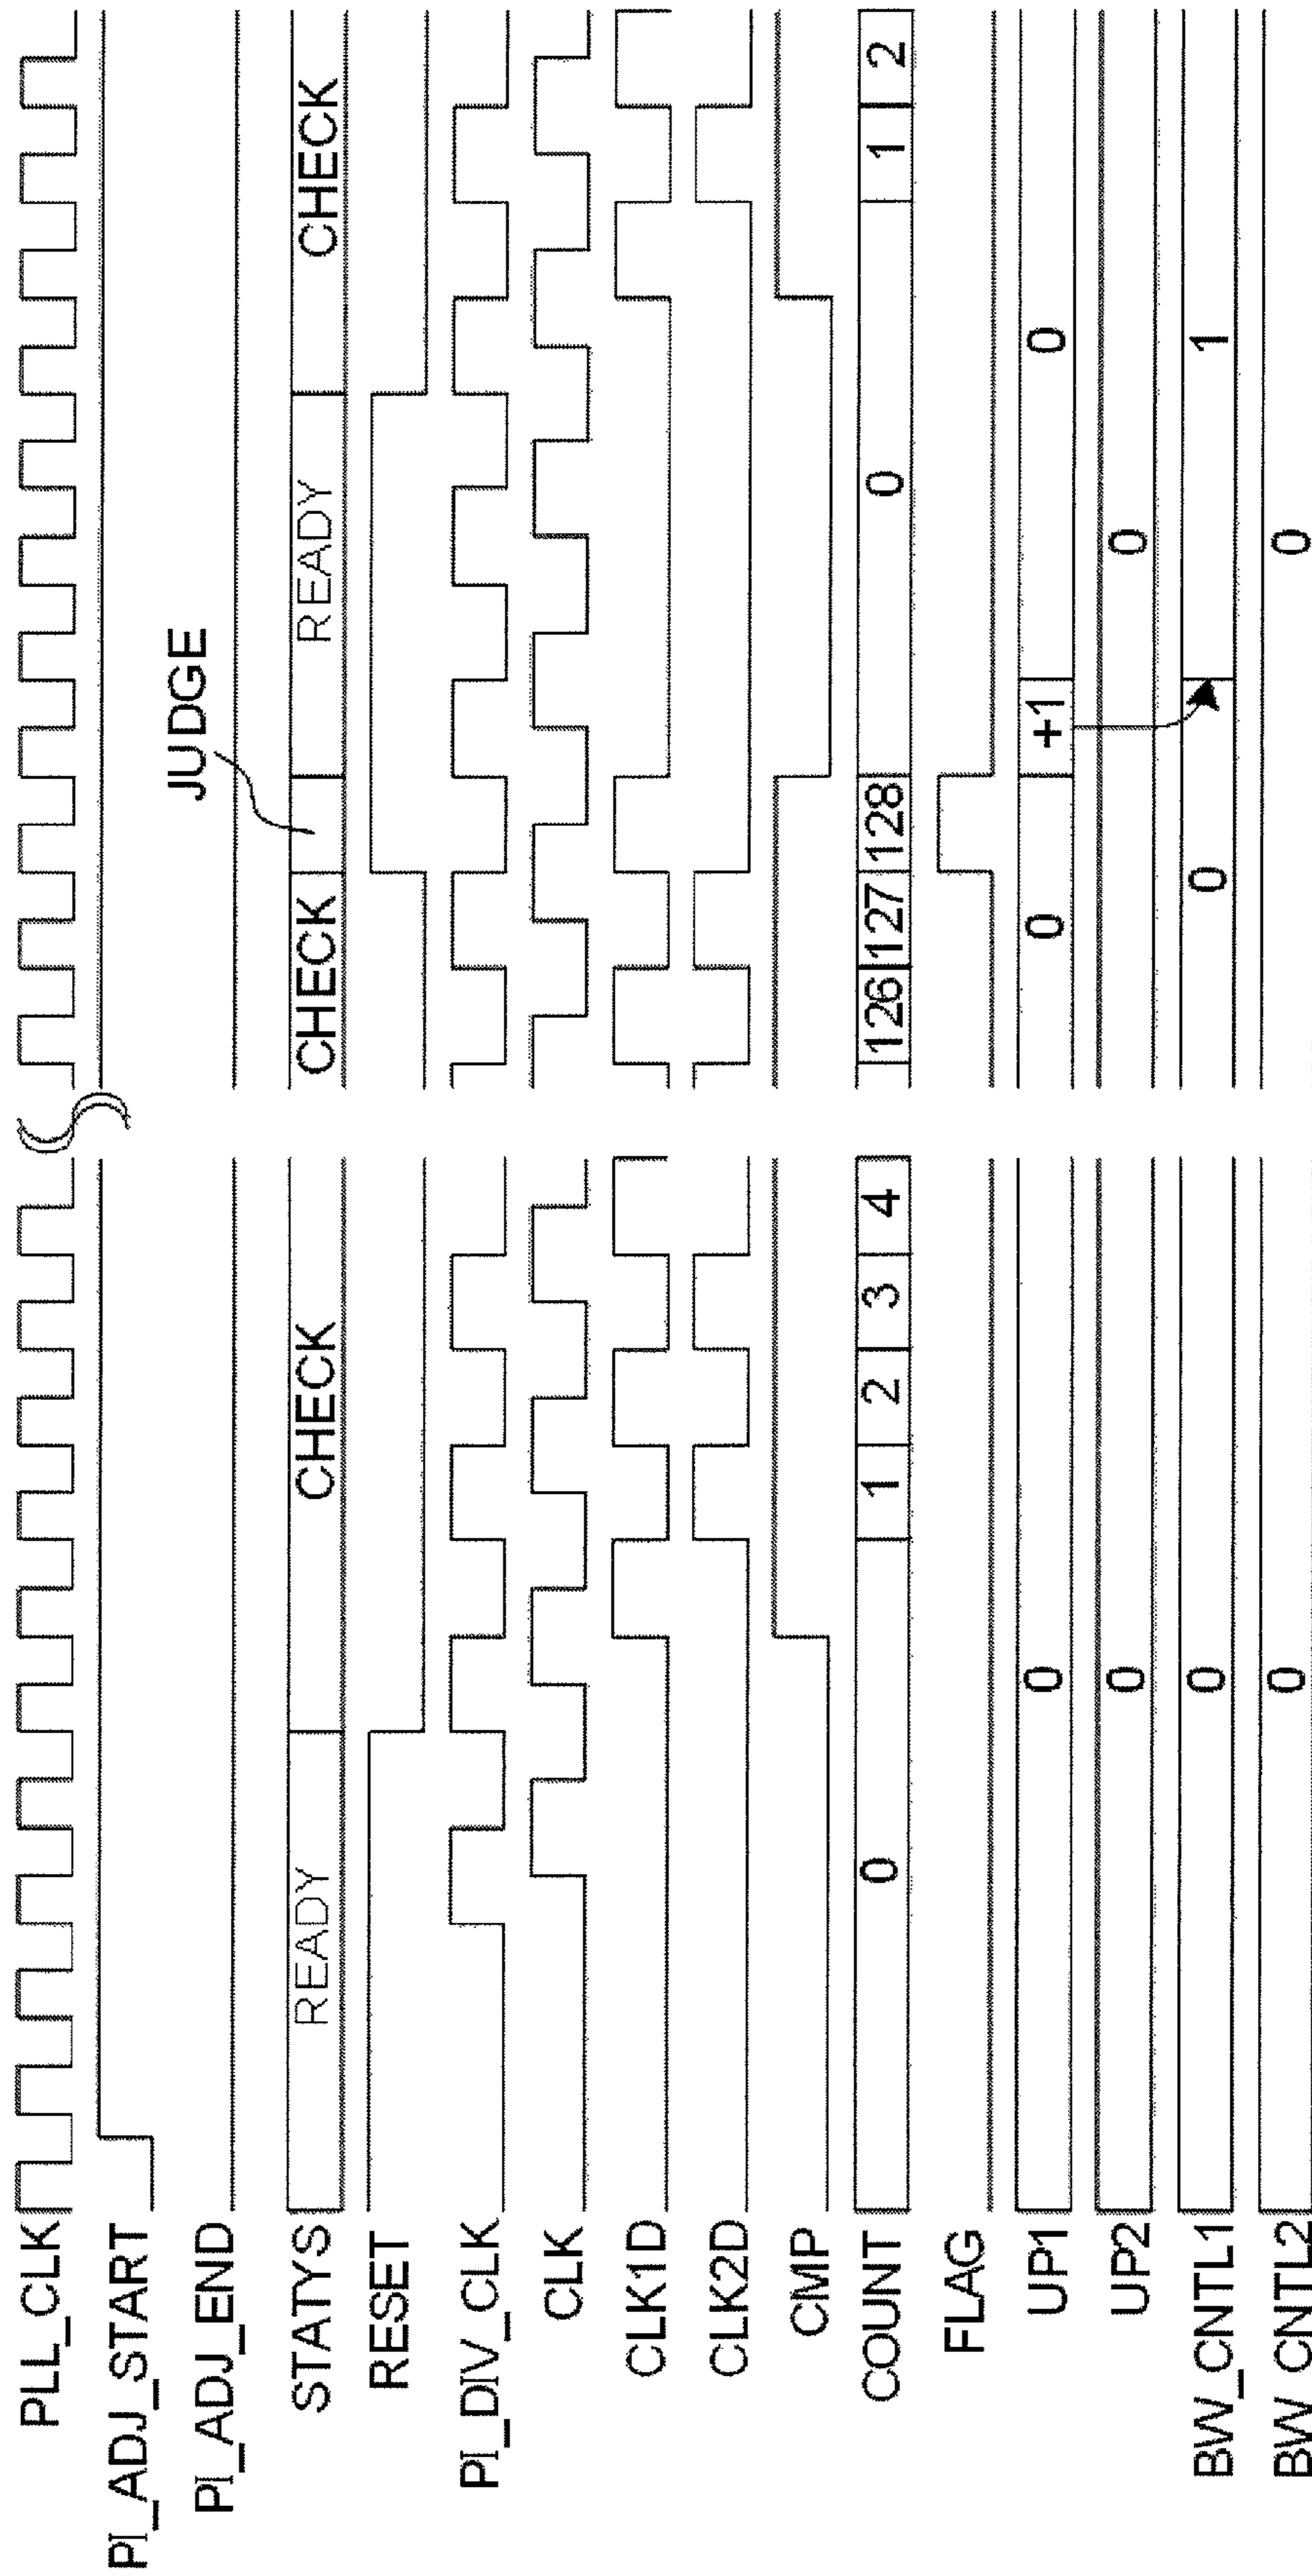 PLL_CLK
PI_ADJ_START
PI_ADJ_END
JUDGE
STATYS READY CHECK CHECK READY CHECK
RESET
PI_DIV_CLK
CLK
CLK1D
CLK2D
CMP
COUNT 0 1 2 3 4 126 127 128 0 1 2
FLAG
UP1 0 0 +1 0
UP2 0 0
BW_CNTL1 0 0 1
BW_CNTL2 0 0